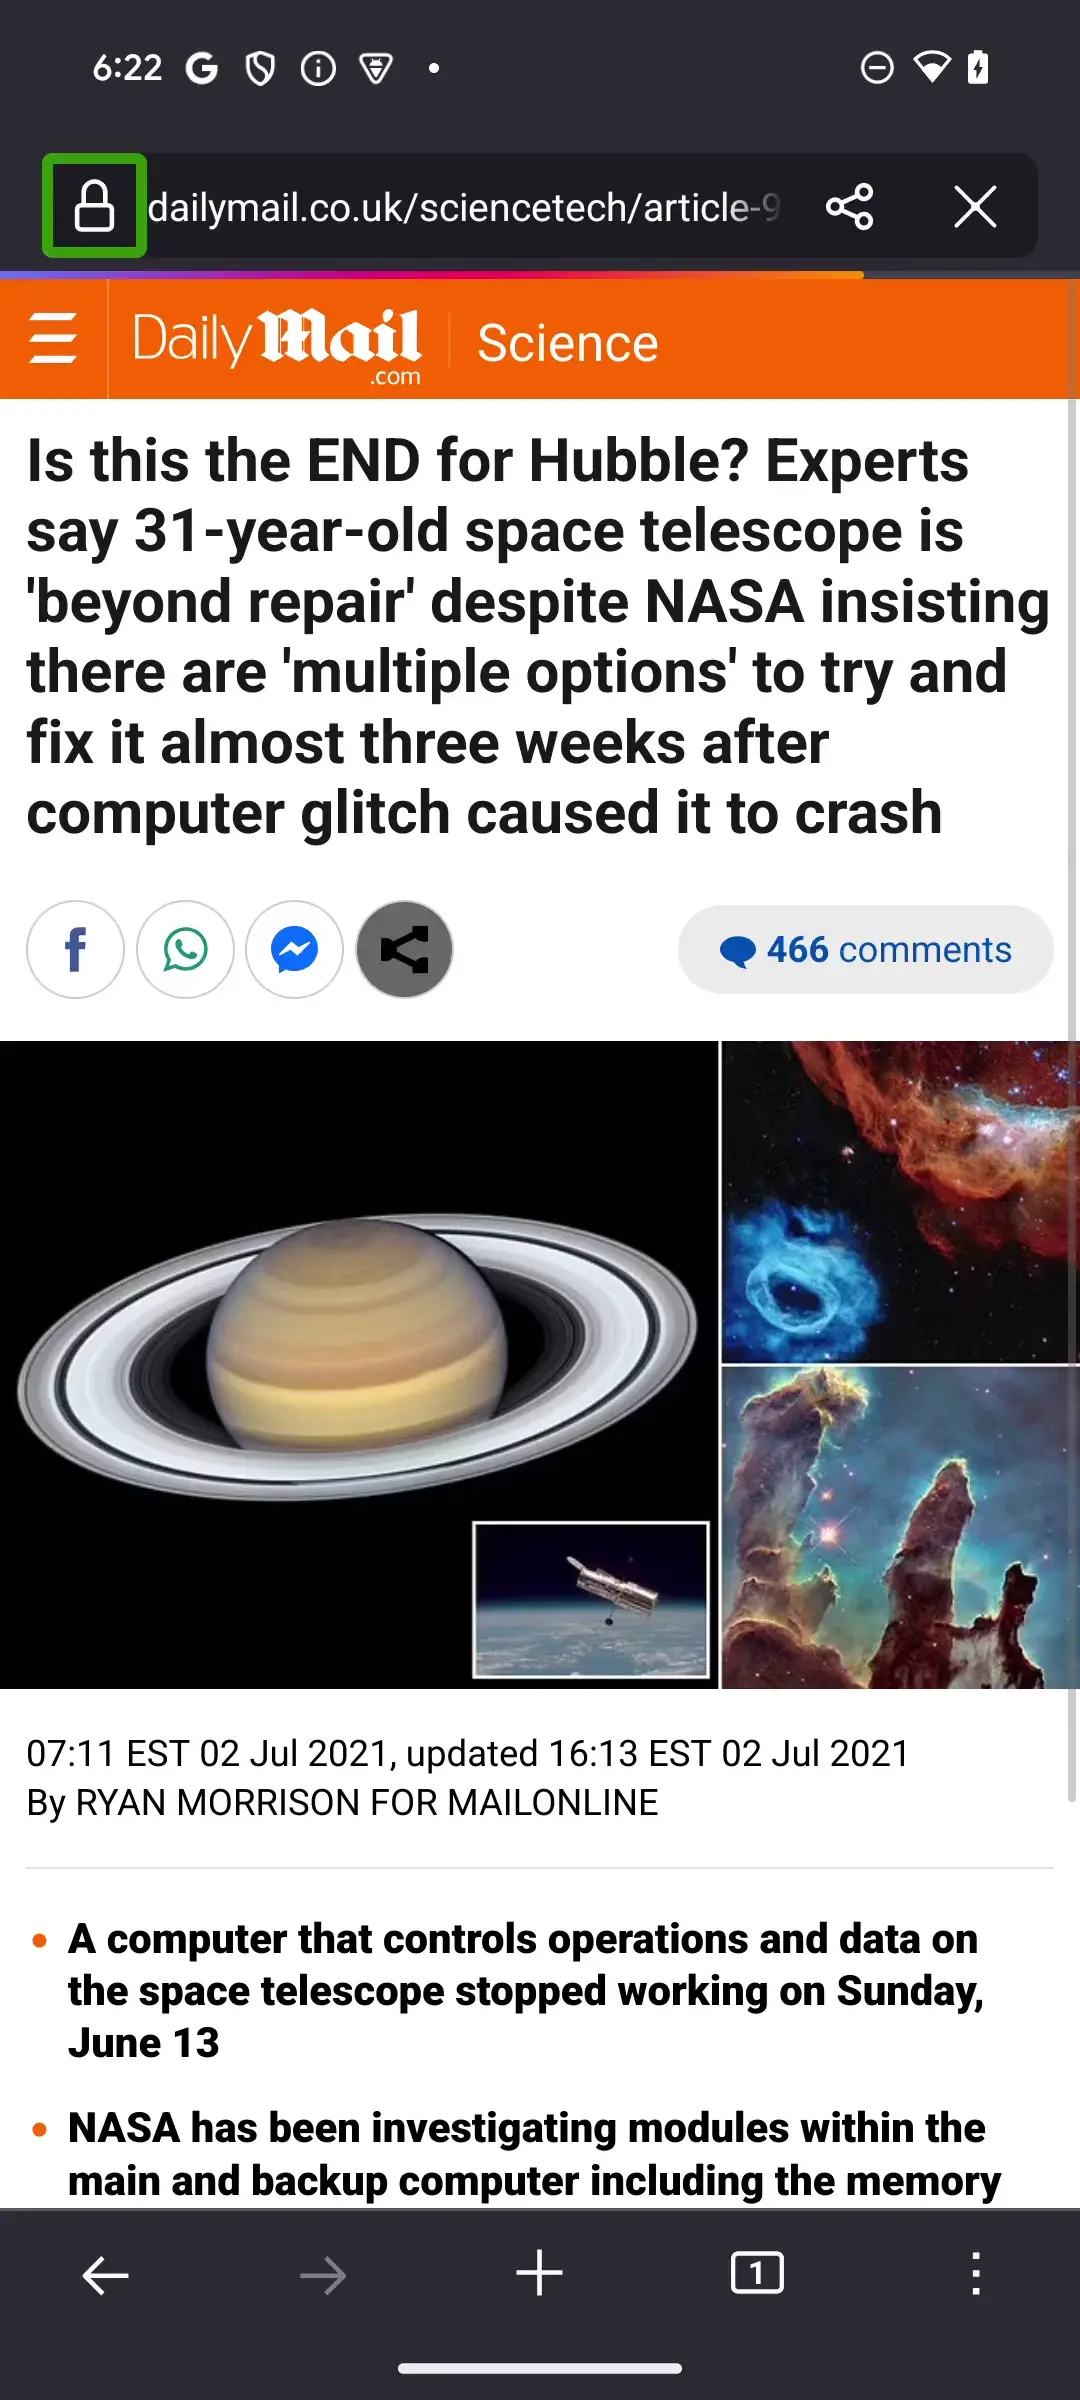 6:22
dailymail.co.uk/sciencetech/article-9
Daily Mail
.com
Science
Is this the END for Hubble? Experts
say 31-year-old space telescope is
'beyond repair' despite NASA insisting
there are 'multiple options' to try and
fix it almost three weeks after
computer glitch caused it to crash
466 comments
07:11 EST 02 Jul 2021, updated 16:13 EST 02 Jul 2021
By RYAN MORRISON FOR MAILONLINE
A computer that controls operations and data on
the space telescope stopped working on Sunday,
June 13
NASA has been investigating modules within the
main and backup computer including the memory
1